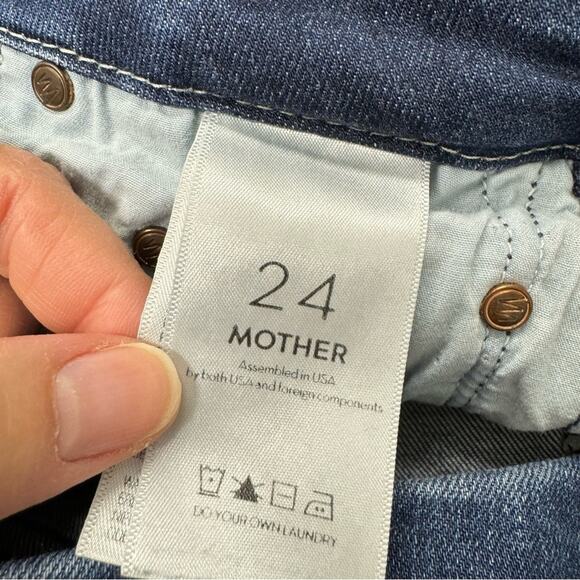 24
MOTHER
Assembled in USA
by both USA and foreign components
DO YOUR OWN LAUNDRY